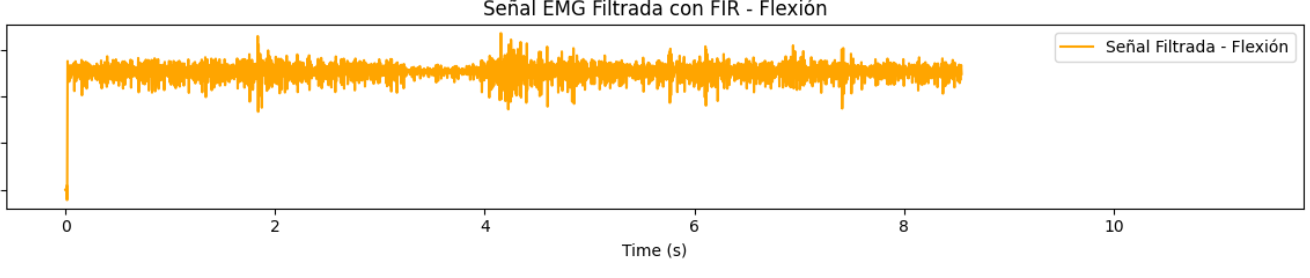 Señal EMG Filtrada con FIR - Flexión
Señal Filtrada - Flexión
0 2 4 6 8 10
Time (s)